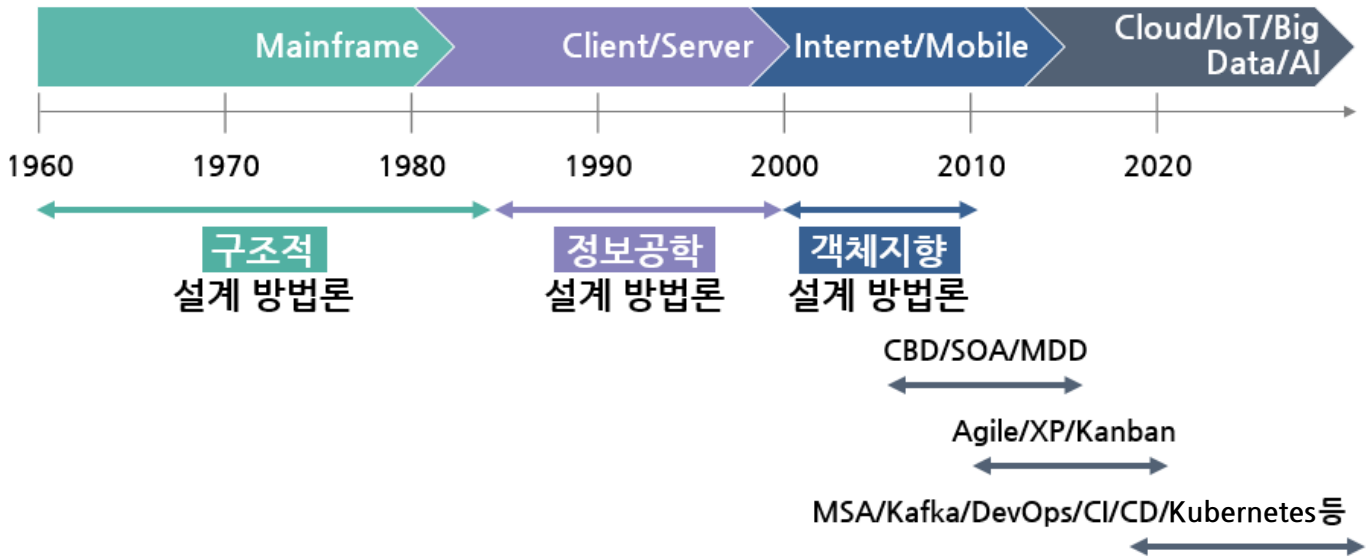 Mainframe
Client/Server
Internet/Mobile
Cloud/IoT/Big
Data/AI
1960 1970 1980 1990 2000 2010 2020
구조적
설계 방법론
정보공학
설계 방법론
객체지향
설계 방법론
CBD/SOA/MDD
Agile/XP/Kanban
MSA/Kafka/DevOps/CI/CD/Kubernetes등